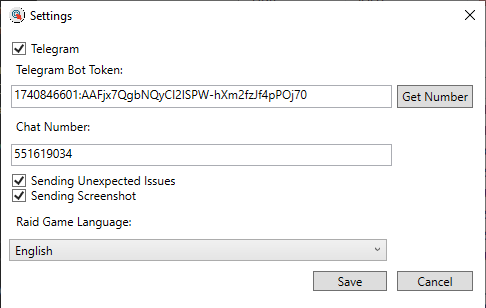 Settings
Telegram
Telegram Bot Token:
1740846601:AAFjx7QgbNQyCI2ISPW-hXm2fzJf4pPOj70
Get Number
Chat Number:
551619034
Sending Unexpected Issues
Sending Screenshot
Raid Game Language:
English
Save Cancel